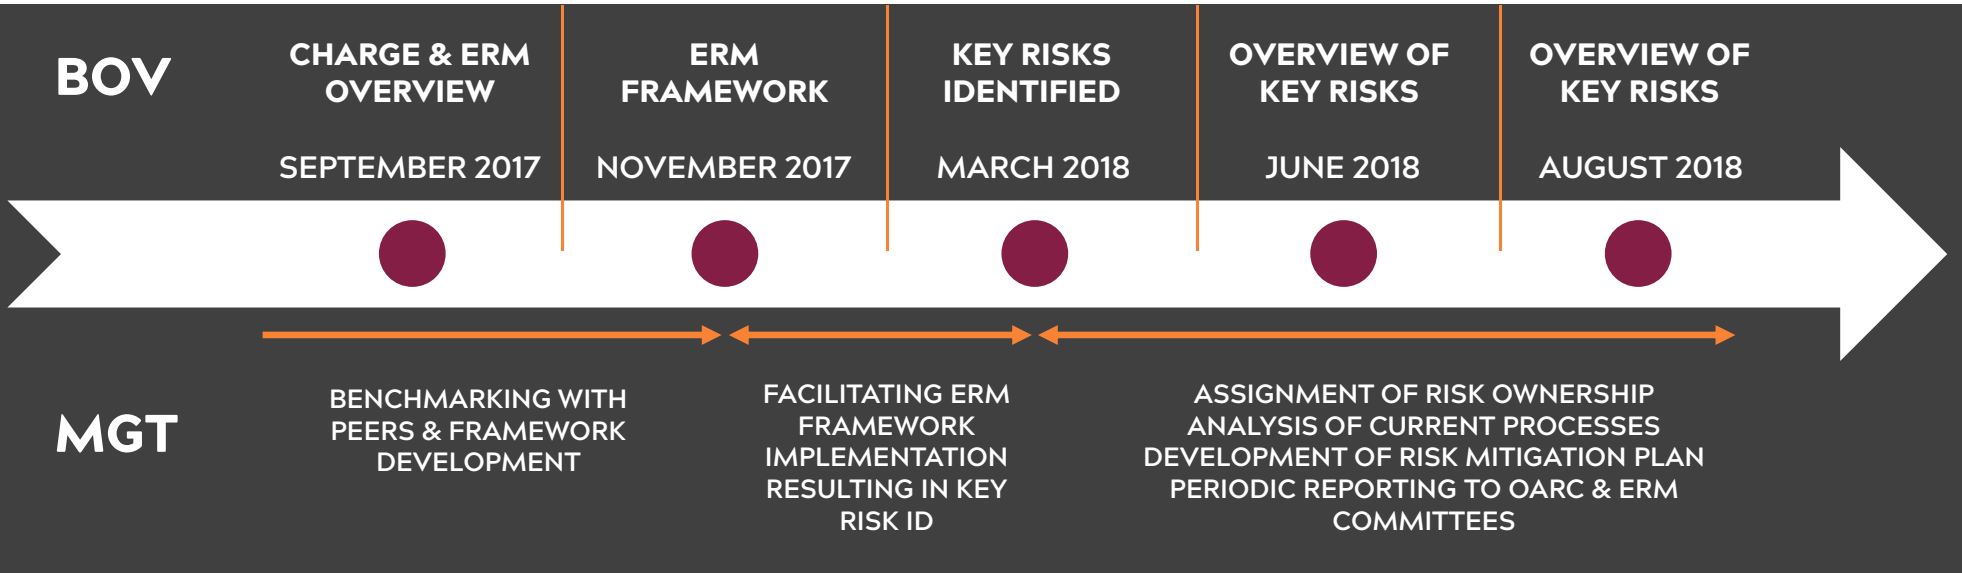 BOV
CHARGE & ERM
OVERVIEW
SEPTEMBER 2017
ERM
FRAMEWORK
NOVEMBER 2017
KEY RISKS
IDENTIFIED
MARCH 2018
OVERVIEW OF
KEY RISKS
JUNE 2018
OVERVIEW OF
KEY RISKS
AUGUST 2018
MGT
BENCHMARKING WITH
PEERS & FRAMEWORK
DEVELOPMENT
FACILITATING ERM
FRAMEWORK
IMPLEMENTATION
RESULTING IN KEY
RISK ID
ASSIGNMENT OF RISK OWNERSHIP
ANALYSIS OF CURRENT PROCESSES
DEVELOPMENT OF RISK MITIGATION PLAN
PERIODIC REPORTING TO OARC & ERM
COMMITTEES